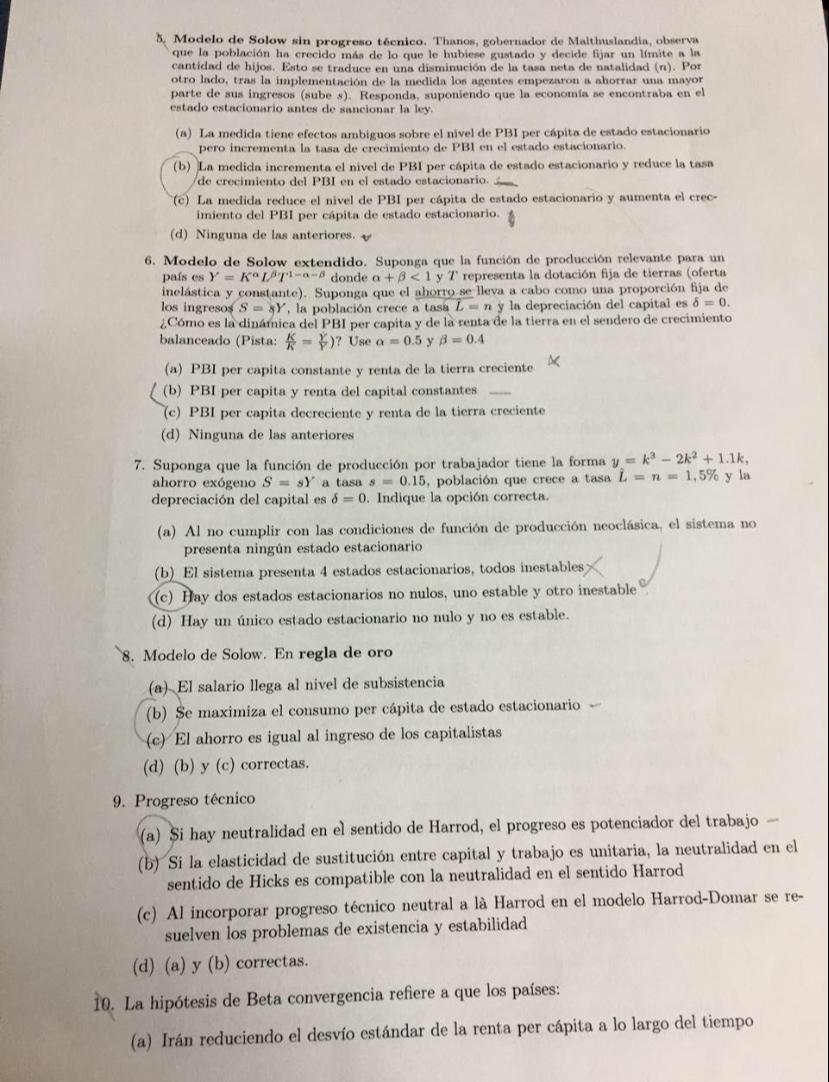 5. Modelo de Solow sin progreso técnico. Thanos, gobernador de Malthuslandia, observa
que la población ha crecido más de lo que le hubiese gustado y decide fijar un límite a la
cantidad de hijos. Esto se traduce en una disminución de la tasa neta de natalidad (n). Por
otro lado, tras la implementación de la medida los agentes empezaron a ahorrar una mayor
parte de sus ingresos (sube s). Responda, suponiendo que la economía se encontraba en el
estado estacionario antes de sancionar la ley.
(a) La medida tiene efectos ambiguos sobre el nivel de PBI per cápita de estado estacionario
pero incrementa la tasa de crecimiento de PBI en el estado estacionario.
(b) La medida incrementa el nivel de PBI per cápita de estado estacionario y reduce la tasa
de crecimiento del PBI en el estado estacionario.
(c) La medida reduce el nivel de PBI per cápita de estado estacionario y aumenta el crec-
imiento del PBI per cápita de estado estacionario.
(d) Ninguna de las anteriores.
6. Modelo de Solow extendido. Suponga que la función de producción relevante para un
país es Y = K^α L^β T^{1−α−β} donde α + β < 1 y T representa la dotación fija de tierras (oferta
inelástica y constante). Suponga que el ahorro se lleva a cabo como una proporción fija de
los ingresos S = sY, la población crece a tasa L̂ = n y la depreciación del capital es δ = 0.
¿Cómo es la dinámica del PBI per capita y de la renta de la tierra en el sendero de crecimiento
balanceado (Pista: K̇/K = Ẏ/Y)? Use α = 0.5 y β = 0.4
(a) PBI per capita constante y renta de la tierra creciente
(b) PBI per capita y renta del capital constantes
(c) PBI per capita decreciente y renta de la tierra creciente
(d) Ninguna de las anteriores
7. Suponga que la función de producción por trabajador tiene la forma y = k³ − 2k² + 1.1k,
ahorro exógeno S = sY a tasa s = 0.15, población que crece a tasa L̂ = n = 1,5% y la
depreciación del capital es δ = 0. Indique la opción correcta.
(a) Al no cumplir con las condiciones de función de producción neoclásica, el sistema no
presenta ningún estado estacionario
(b) El sistema presenta 4 estados estacionarios, todos inestables
(c) Hay dos estados estacionarios no nulos, uno estable y otro inestable
(d) Hay un único estado estacionario no nulo y no es estable.
8. Modelo de Solow. En regla de oro
(a) El salario llega al nivel de subsistencia
(b) Se maximiza el consumo per cápita de estado estacionario
(c) El ahorro es igual al ingreso de los capitalistas
(d) (b) y (c) correctas.
9. Progreso técnico
(a) Si hay neutralidad en el sentido de Harrod, el progreso es potenciador del trabajo
(b) Si la elasticidad de sustitución entre capital y trabajo es unitaria, la neutralidad en el
sentido de Hicks es compatible con la neutralidad en el sentido Harrod
(c) Al incorporar progreso técnico neutral a là Harrod en el modelo Harrod-Domar se re-
suelven los problemas de existencia y estabilidad
(d) (a) y (b) correctas.
10. La hipótesis de Beta convergencia refiere a que los países:
(a) Irán reduciendo el desvío estándar de la renta per cápita a lo largo del tiempo